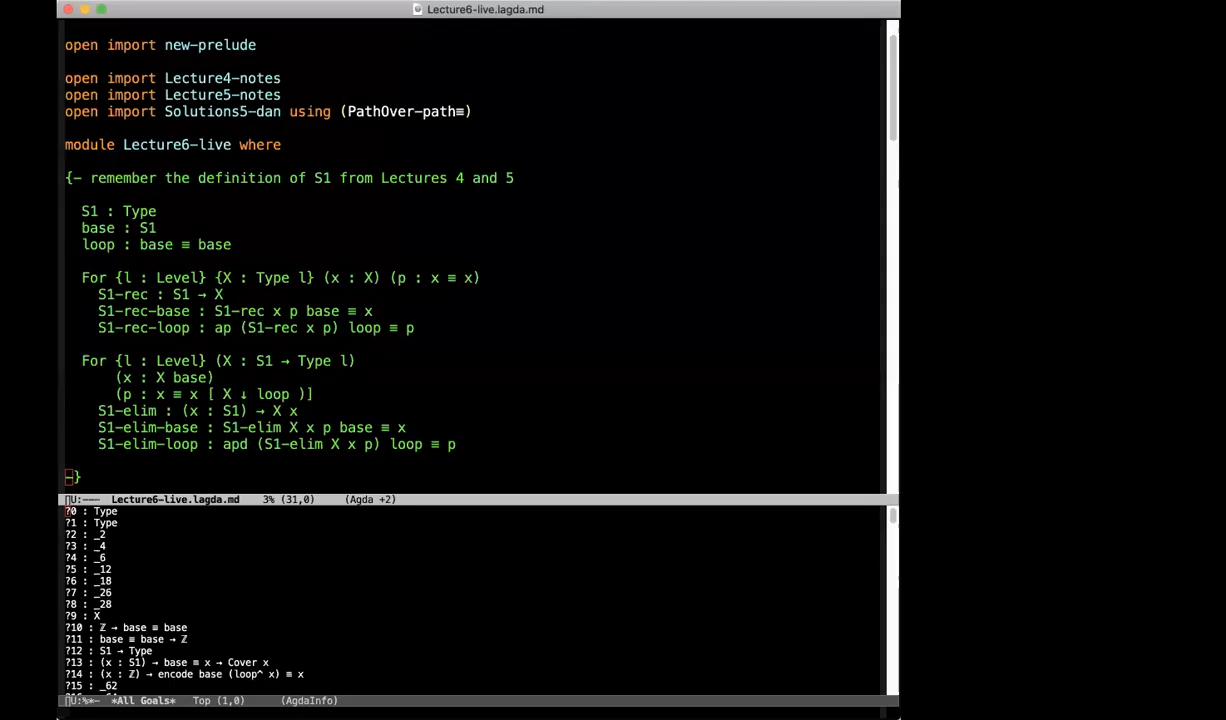 Lecture6-live.lagda.md
open import new-prelude
open import Lecture4-notes
open import Lecture5-notes
open import Solutions5-dan using (PathOver-path≡)
module Lecture6-live where
{- remember the definition of S1 from Lectures 4 and 5
S1 : Type
base : S1
loop : base ≡ base
For {l : Level} {X : Type l} (x : X) (p : x ≡ x)
S1-rec : S1 → X
S1-rec-base : S1-rec x p base ≡ x
S1-rec-loop : ap (S1-rec x p) loop ≡ p
For {l : Level} (X : S1 → Type l)
(x : X base)
(p : x ≡ x [ X ↓ loop )]
S1-elim : (x : S1) → X x
S1-elim-base : S1-elim X x p base ≡ x
S1-elim-loop : apd (S1-elim X x p) loop ≡ p
-}
U:--- Lecture6-live.lagda.md 3% (31,0) (Agda +2)
?0 : Type
?1 : Type
?2 : _2
?3 : _4
?4 : _6
?5 : _12
?6 : _18
?7 : _26
?8 : _28
?9 : X
?10 : ℤ → base ≡ base
?11 : base ≡ base → ℤ
?12 : S1 → Type
?13 : (x : S1) → base ≡ x → Cover x
?14 : (x : ℤ) → encode base (loop^ x) ≡ x
?15 : _62
U:%*- *All Goals* Top (1,0) (AgdaInfo)